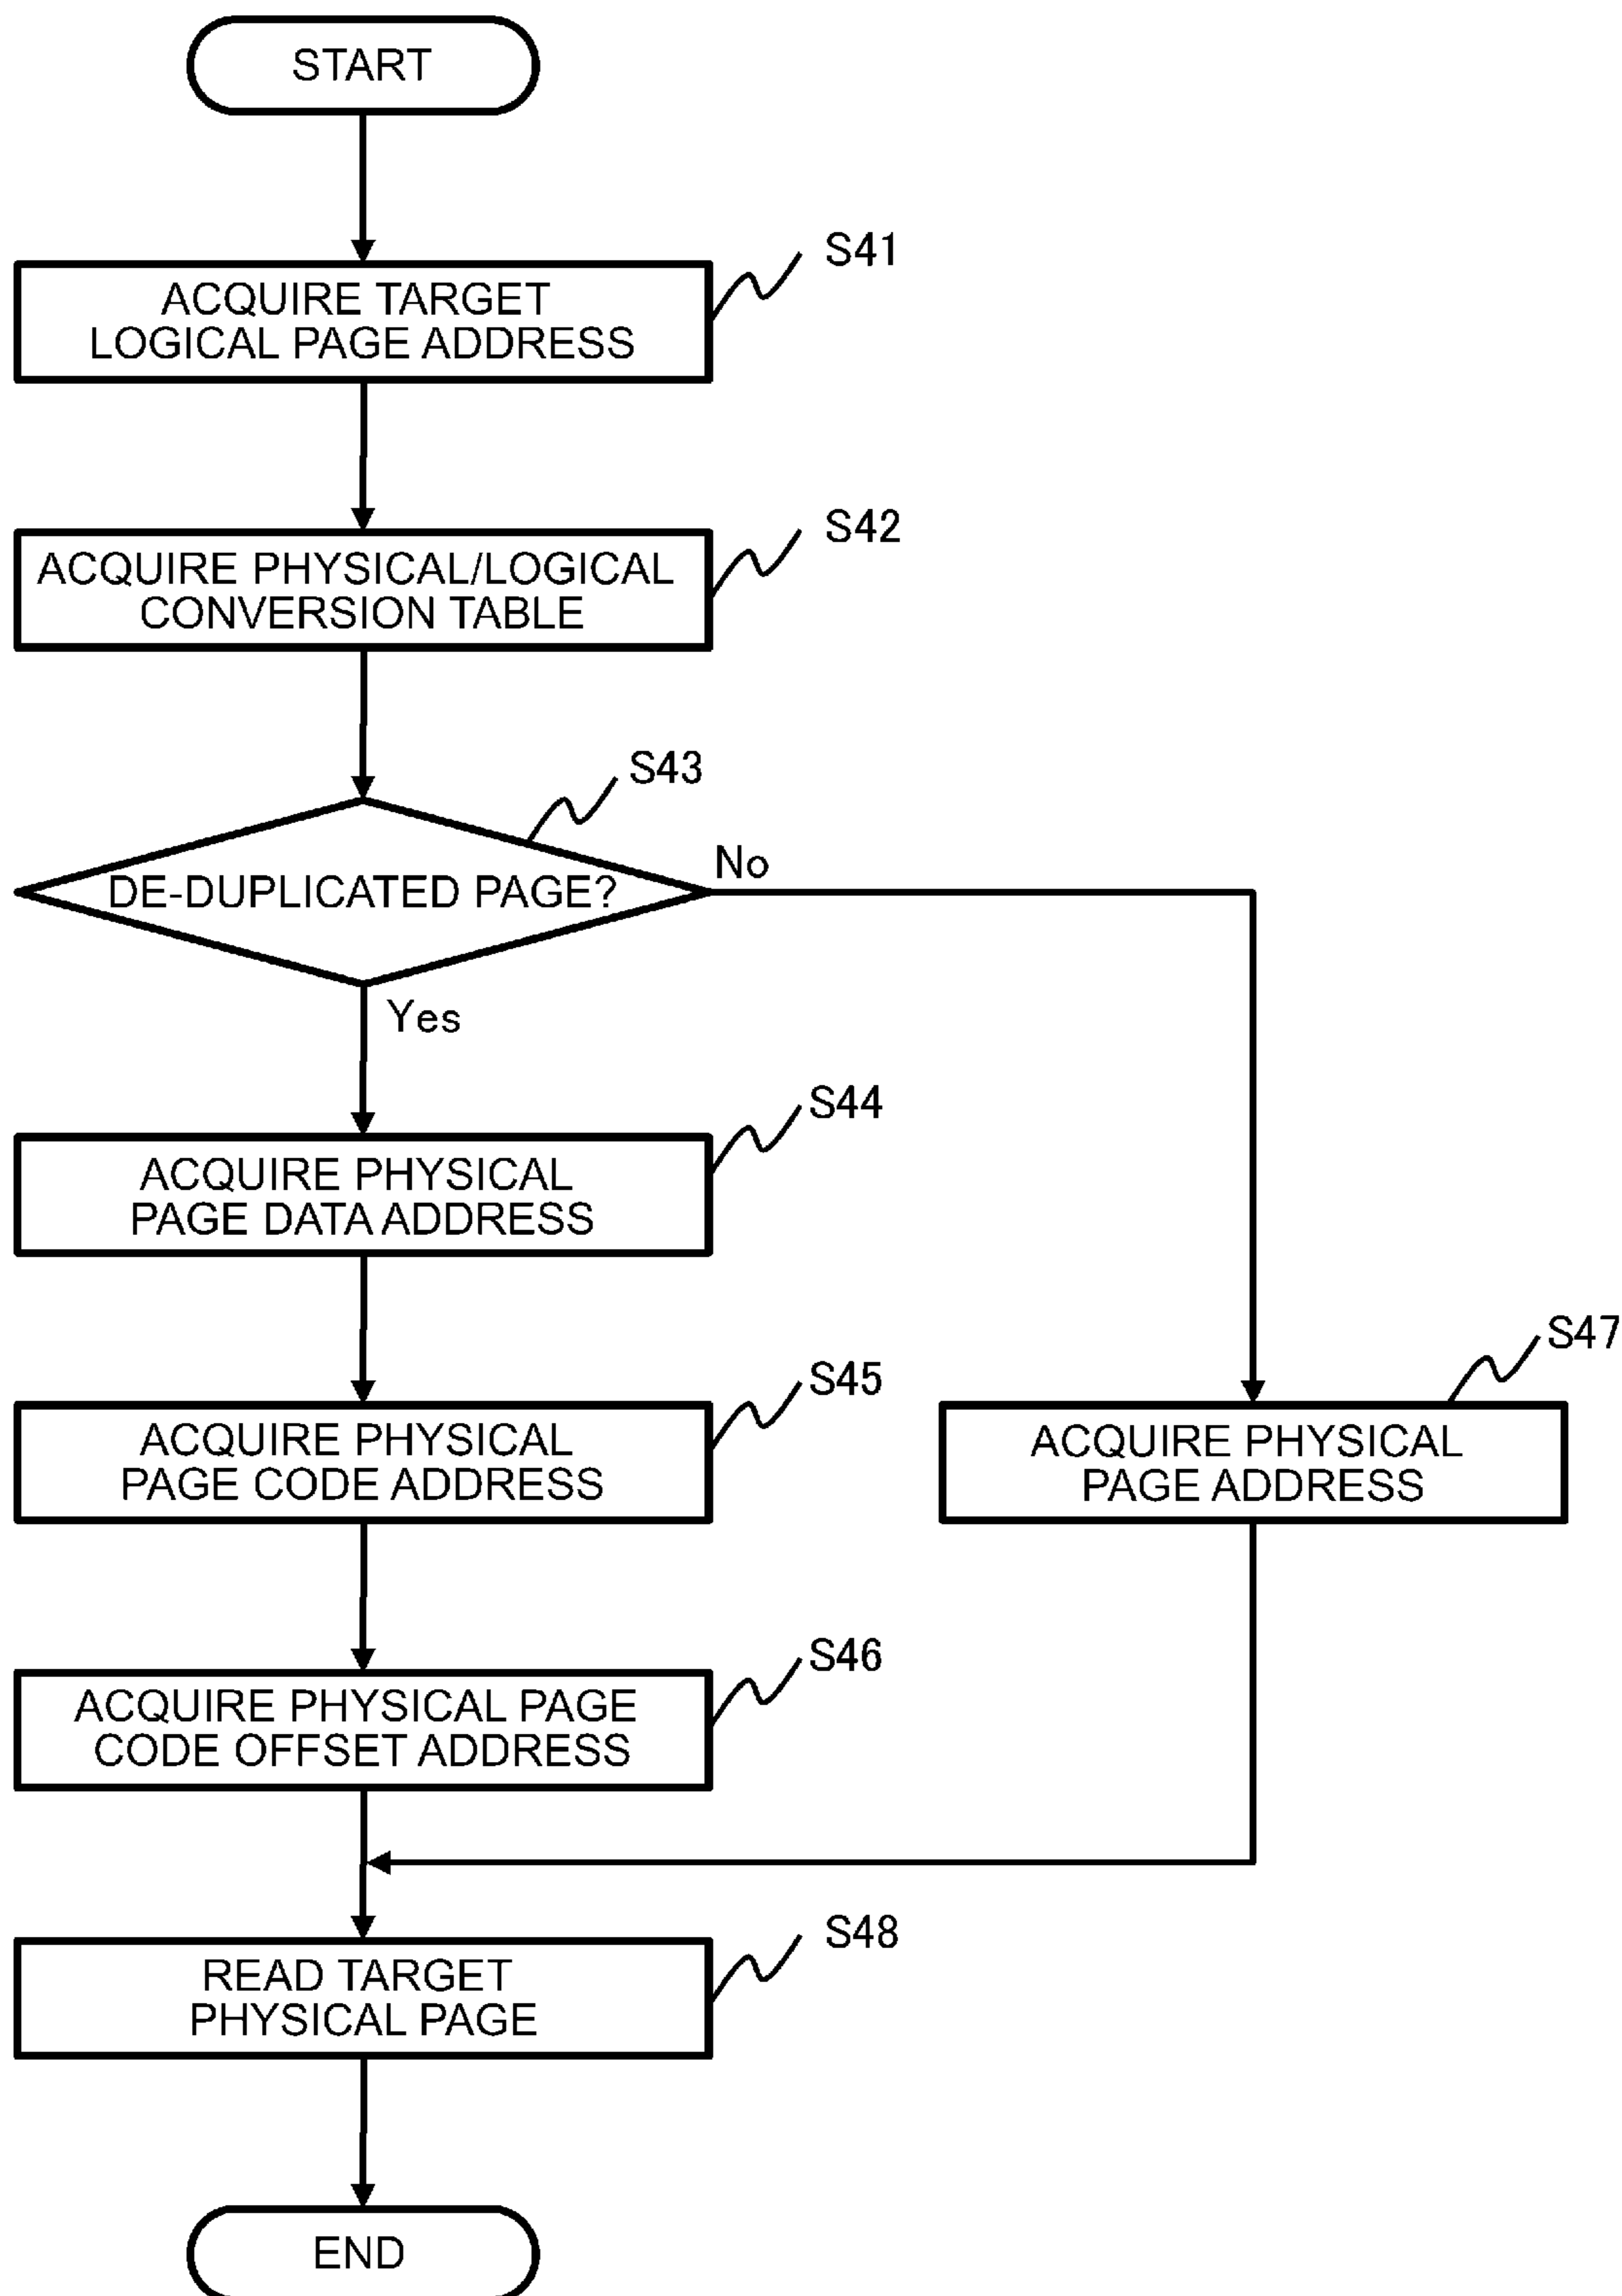 START
S41
ACQUIRE TARGET
LOGICAL PAGE ADDRESS
S42
ACQUIRE PHYSICAL/LOGICAL
CONVERSION TABLE
S43
DE-DUPLICATED PAGE?
No
Yes
S44
ACQUIRE PHYSICAL
PAGE DATA ADDRESS
S45
ACQUIRE PHYSICAL
PAGE CODE ADDRESS
S47
ACQUIRE PHYSICAL
PAGE ADDRESS
S46
ACQUIRE PHYSICAL PAGE
CODE OFFSET ADDRESS
S48
READ TARGET
PHYSICAL PAGE
END